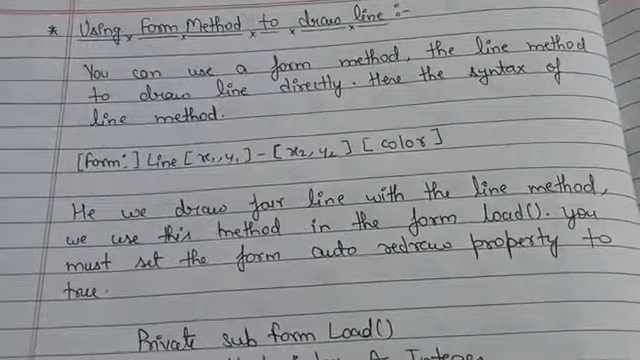 * Using Form Method to draw line :-
You can use a form method, the line method
to draw line directly. Here the syntax of
line method.
[form:] Line [x1, y1] - [x2, y2] [color]
He we draw four line with the line method,
we use this method in the form load(). you
must set the form auto redraw property to
true.
Private sub form Load()
As Integer